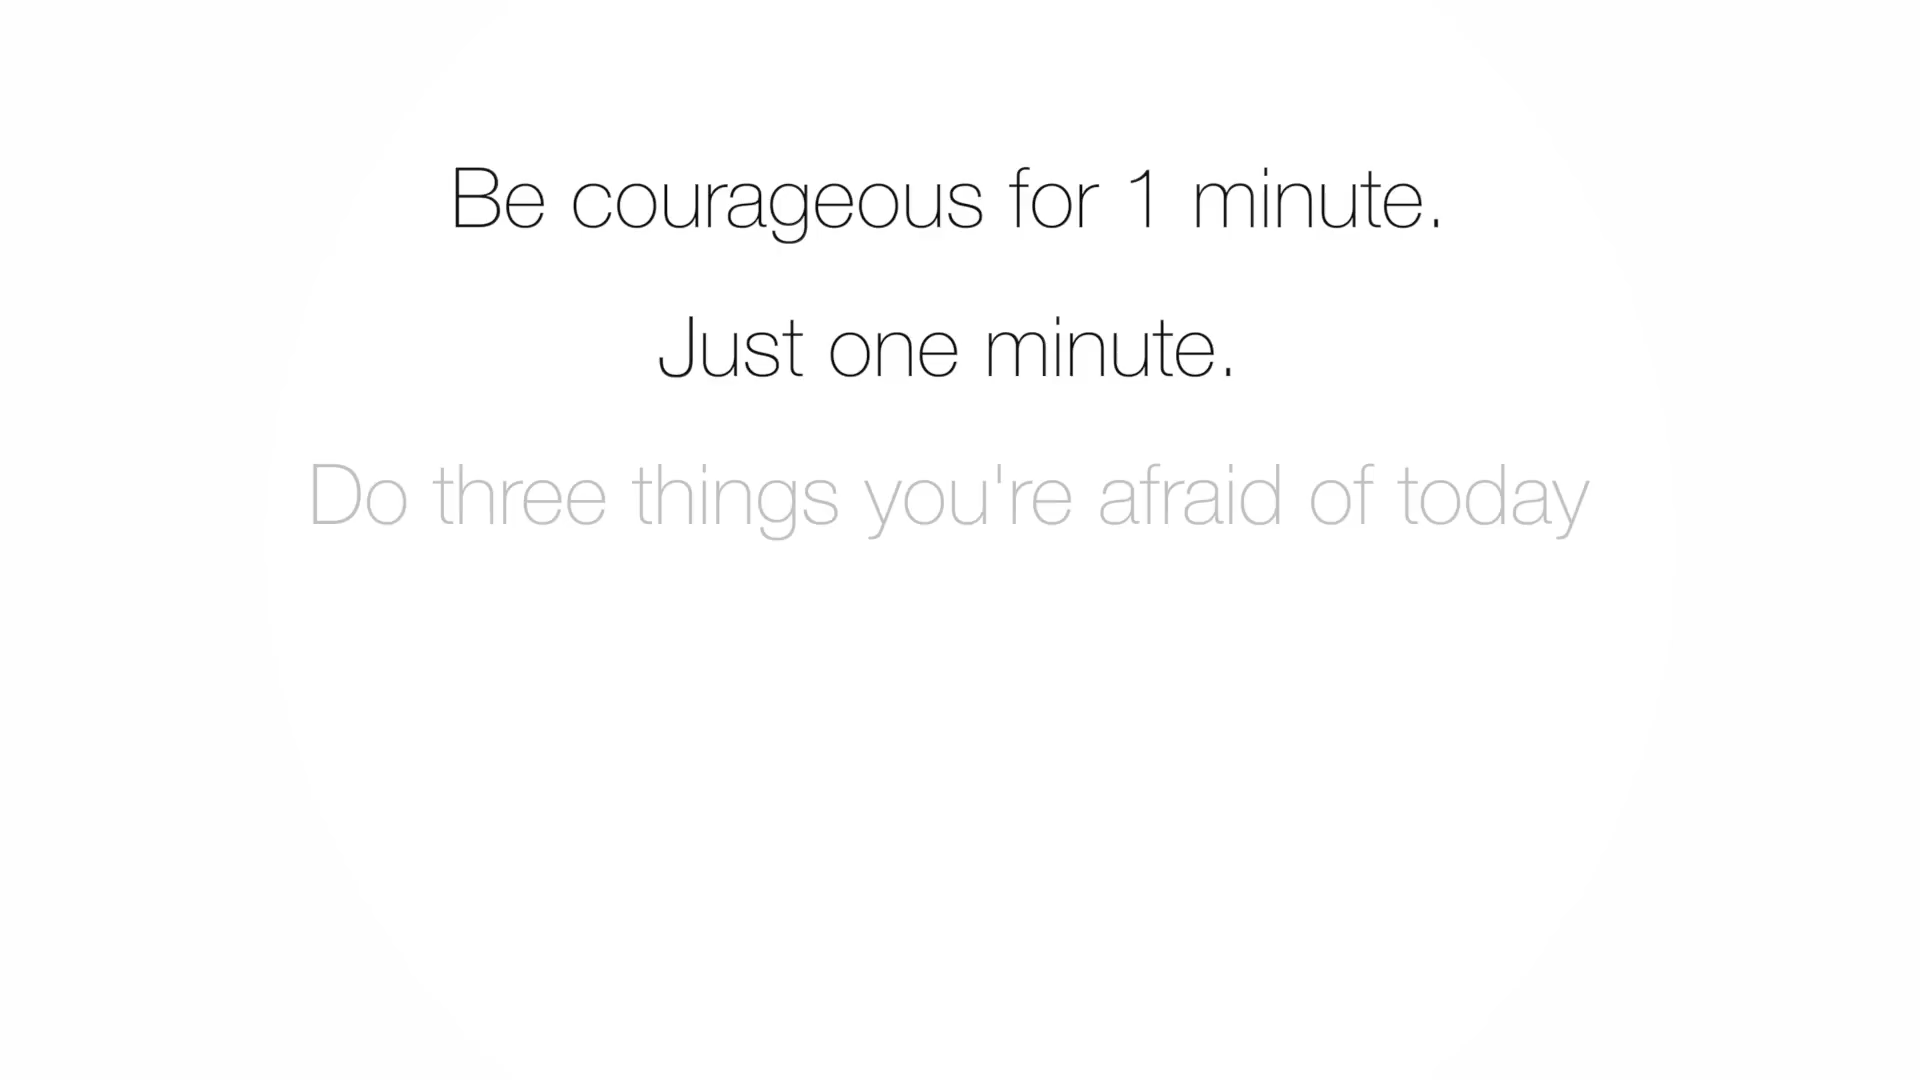 Be courageous for 1 minute.
Just one minute.
Do three things you're afraid of today